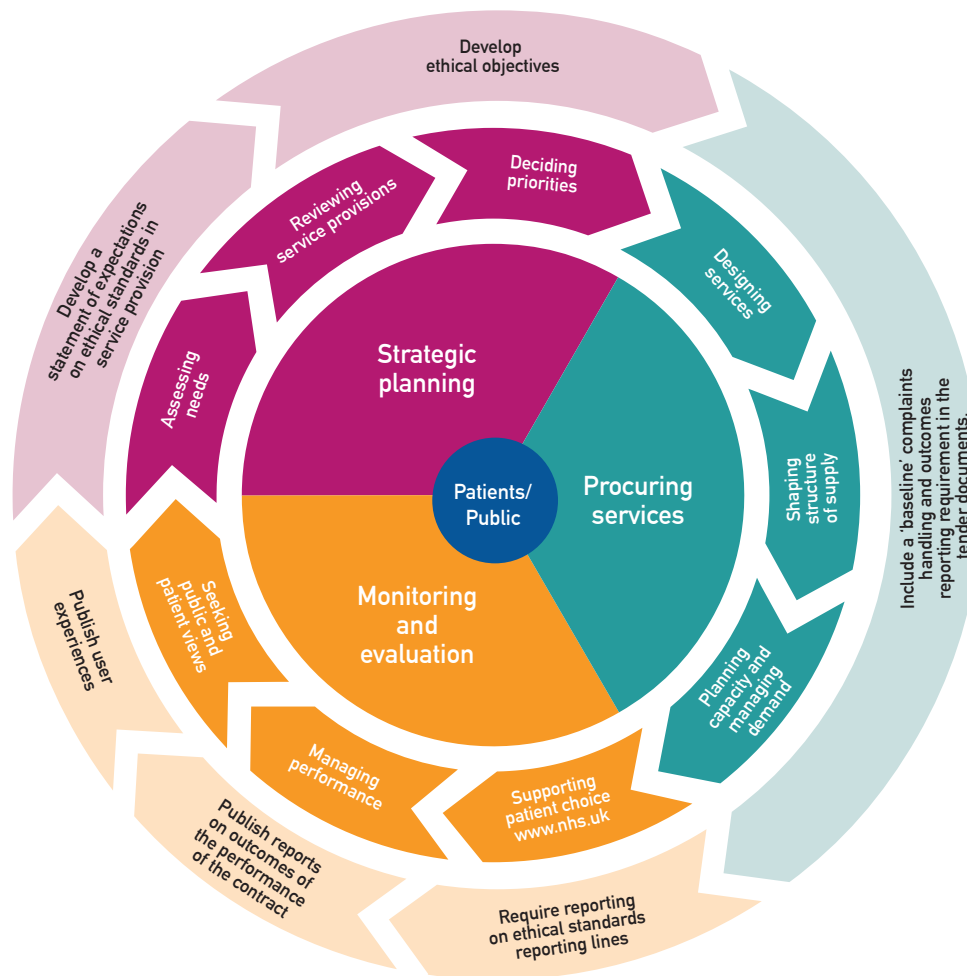 Develop
ethical objectives
Deciding
priorities
Reviewing
service provisions
Develop a
statement of expectations
on ethical standards in
service provision
Assessing
needs
Designing
services
Strategic
planning
Include a ‘baseline’ complaints
handling and outcomes
reporting requirement in the
tender documents.
Shaping
structure
of supply
Procuring
services
Patients/
Public
Monitoring
and
evaluation
Seeking
public and
patient views
Publish user
experiences
Planning
capacity and
managing
demand
Managing
performance
Supporting
patient choice
www.nhs.uk
Publish reports
on outcomes of
the performance
of the contract
Require reporting
on ethical standards
reporting lines